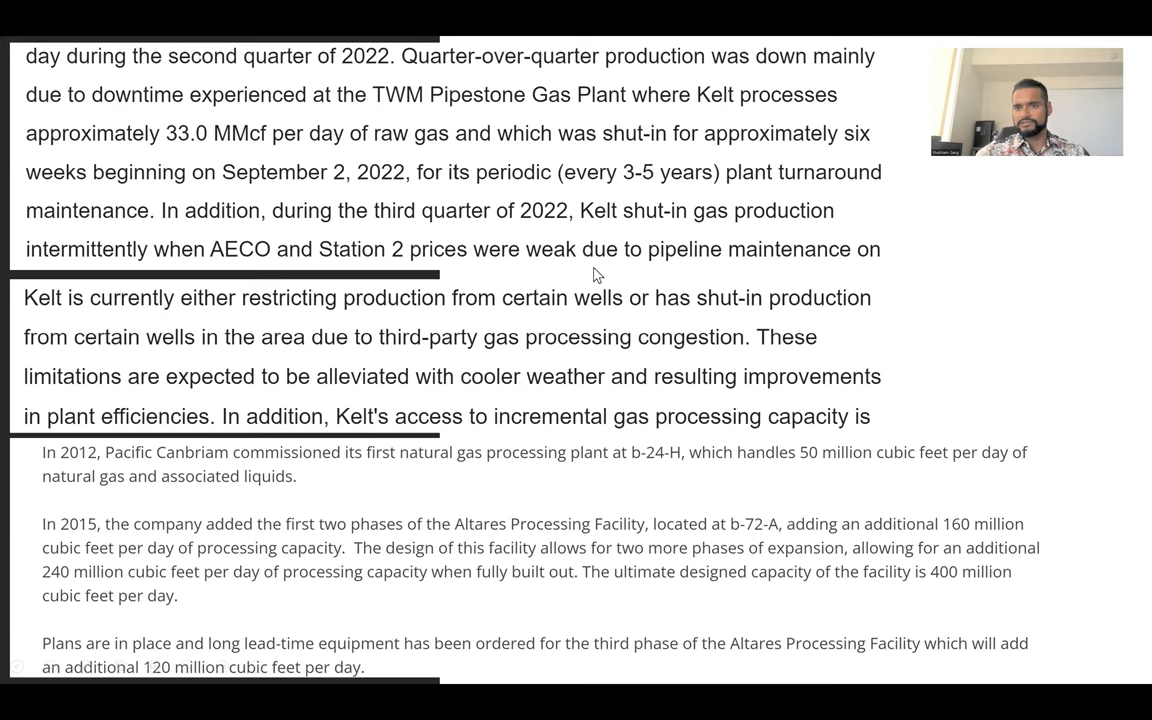 day during the second quarter of 2022. Quarter-over-quarter production was down mainly
due to downtime experienced at the TWM Pipestone Gas Plant where Kelt processes
approximately 33.0 MMcf per day of raw gas and which was shut-in for approximately six
weeks beginning on September 2, 2022, for its periodic (every 3-5 years) plant turnaround
maintenance. In addition, during the third quarter of 2022, Kelt shut-in gas production
intermittently when AECO and Station 2 prices were weak due to pipeline maintenance on
Kelt is currently either restricting production from certain wells or has shut-in production
from certain wells in the area due to third-party gas processing congestion. These
limitations are expected to be alleviated with cooler weather and resulting improvements
in plant efficiencies. In addition, Kelt's access to incremental gas processing capacity is
In 2012, Pacific Canbriam commissioned its first natural gas processing plant at b-24-H, which handles 50 million cubic feet per day of
natural gas and associated liquids.
In 2015, the company added the first two phases of the Altares Processing Facility, located at b-72-A, adding an additional 160 million
cubic feet per day of processing capacity.  The design of this facility allows for two more phases of expansion, allowing for an additional
240 million cubic feet per day of processing capacity when fully built out. The ultimate designed capacity of the facility is 400 million
cubic feet per day.
Plans are in place and long lead-time equipment has been ordered for the third phase of the Altares Processing Facility which will add
an additional 120 million cubic feet per day.